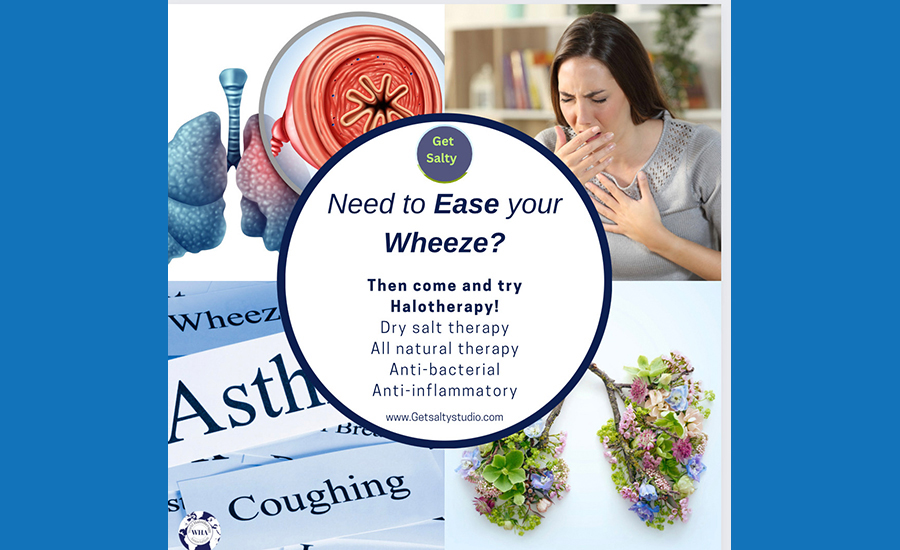 Get
Salty
Need to Ease your
Wheeze?
Then come and try
Halotherapy!
Dry salt therapy
All natural therapy
Anti-bacterial
Anti-inflammatory
www.Getsaltystudio.com
Wheez
Asth
Brea
Coughing
WHA